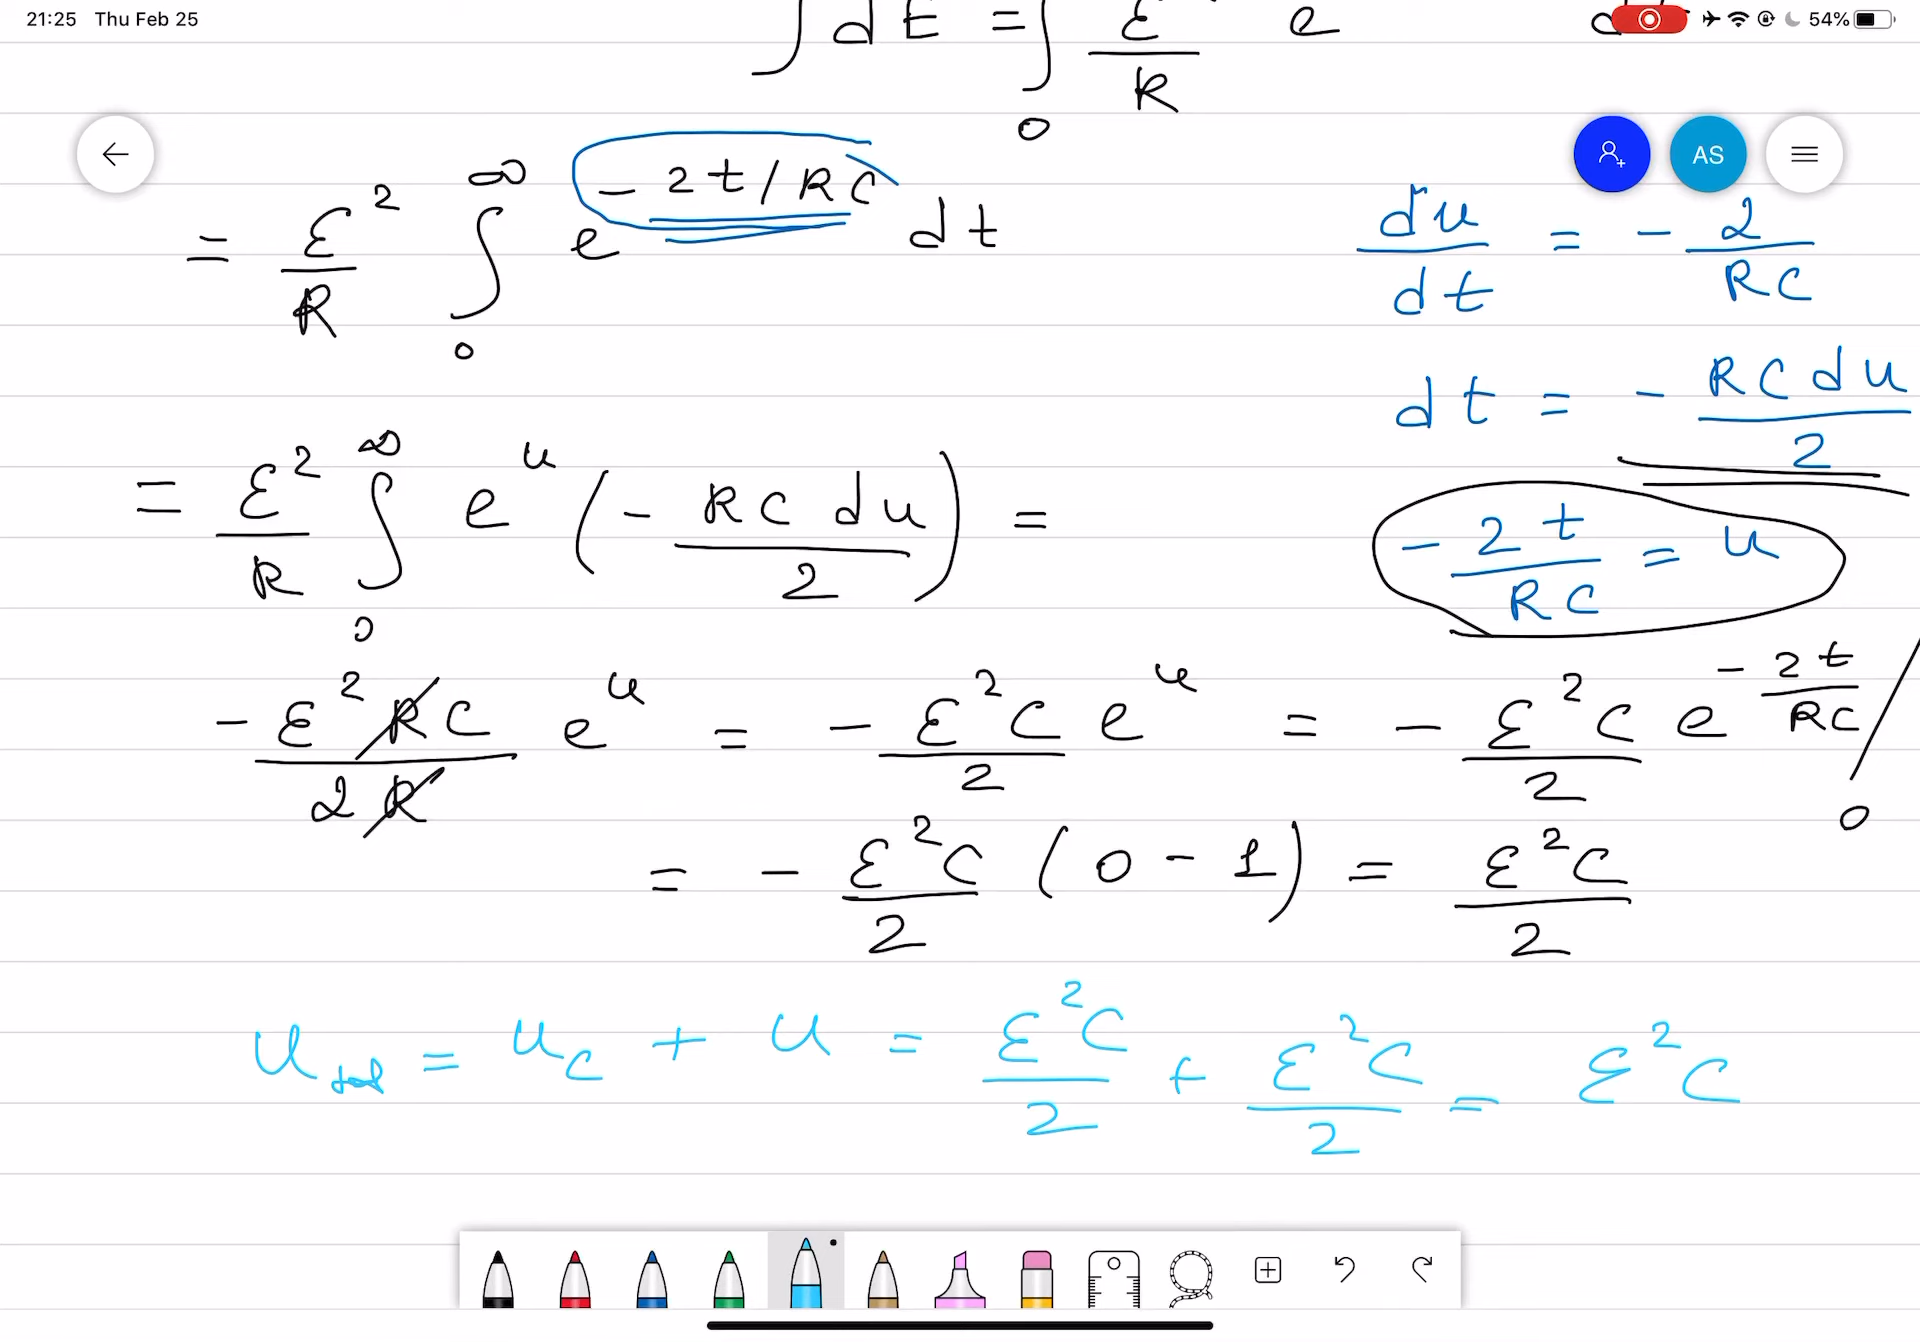 21:25 Thu Feb 25 54%
∫ dE = ∫ ε / R e
0
AS
= ε² / R ∫ ∞ 0 e - 2t/RC dt
du / dt = - 2 / RC
dt = - RC du / 2
= ε² / R ∫ ∞ 0 e u ( - RC du / 2 ) =
- 2t / RC = u
- ε² RC / 2R e u = - ε²C / 2 e u = - ε²C / 2 e - 2t / RC / 0
= - ε²C / 2 ( 0 - 1 ) = ε²C / 2
U tot = U C + U = ε²C / 2 + ε²C / 2 = ε²C